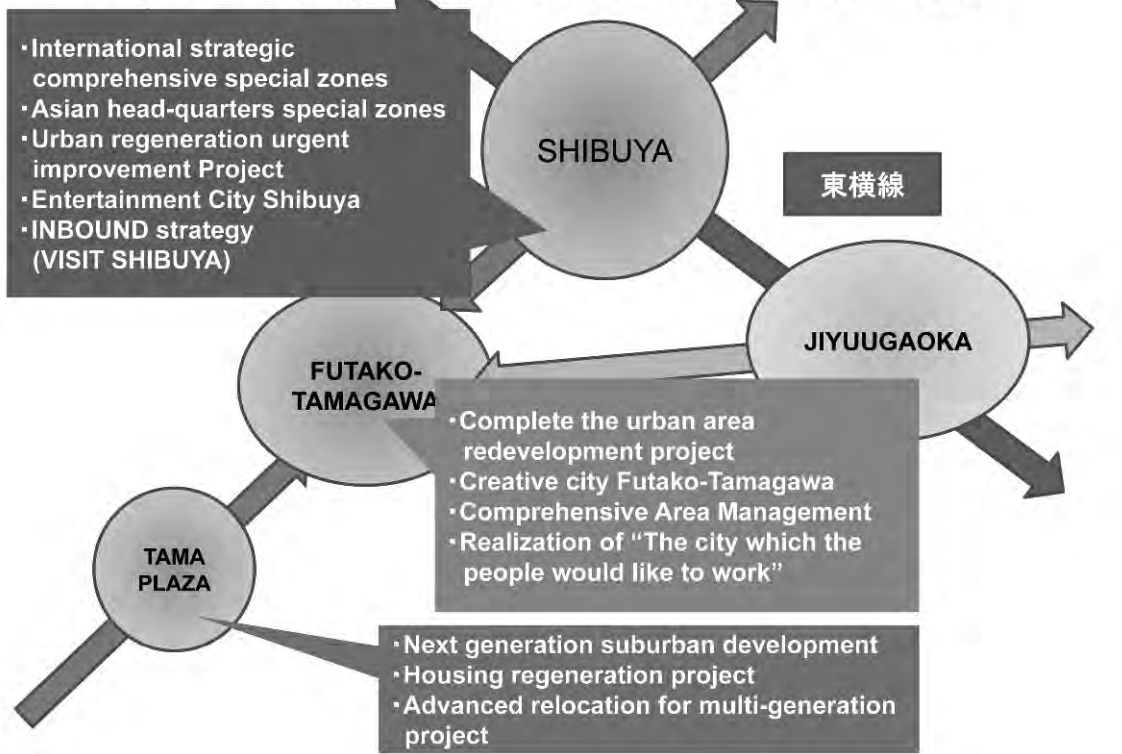 ・International strategic
comprehensive special zones
・Asian head-quarters special zones
・Urban regeneration urgent
improvement Project
・Entertainment City Shibuya
・INBOUND strategy
(VISIT SHIBUYA)
SHIBUYA
東横線
JIYUUGAOKA
FUTAKO-
TAMAGAWA
・Complete the urban area
redevelopment project
・Creative city Futako-Tamagawa
・Comprehensive Area Management
・Realization of “The city which the
people would like to work”
TAMA
PLAZA
・Next generation suburban development
・Housing regeneration project
・Advanced relocation for multi-generation
project